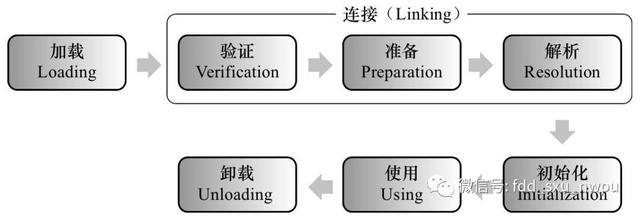 连接（Linking）
加载
Loading
验证
Verification
准备
Preparation
解析
Resolution
卸载
Unloading
使用
Using
初始化
Initialization
微信号: fdd_sxu_nwpu